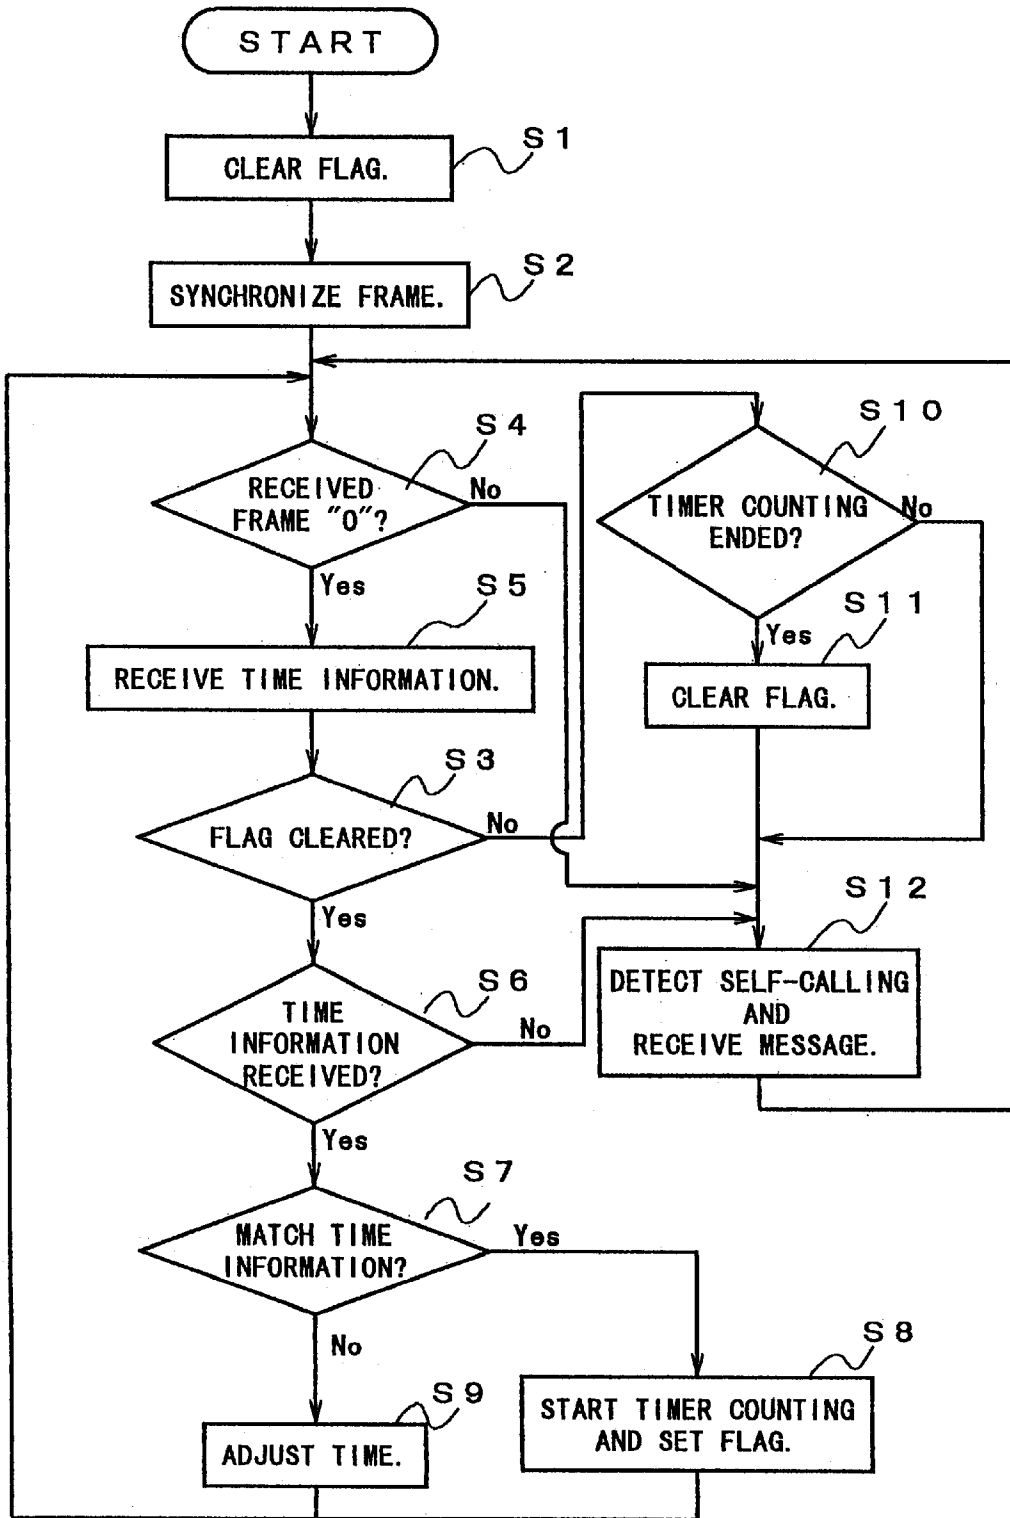 START
S1
CLEAR FLAG.
S2
SYNCHRONIZE FRAME.
S4
RECEIVED
FRAME "0"?
No
Yes
S10
TIMER COUNTING
ENDED?
No
Yes
S5
RECEIVE TIME INFORMATION.
S11
CLEAR FLAG.
S3
FLAG CLEARED?
No
Yes
S12
DETECT SELF-CALLING
AND
RECEIVE MESSAGE.
S6
TIME
INFORMATION
RECEIVED?
No
Yes
S7
MATCH TIME
INFORMATION?
Yes
No
S8
START TIMER COUNTING
AND SET FLAG.
S9
ADJUST TIME.